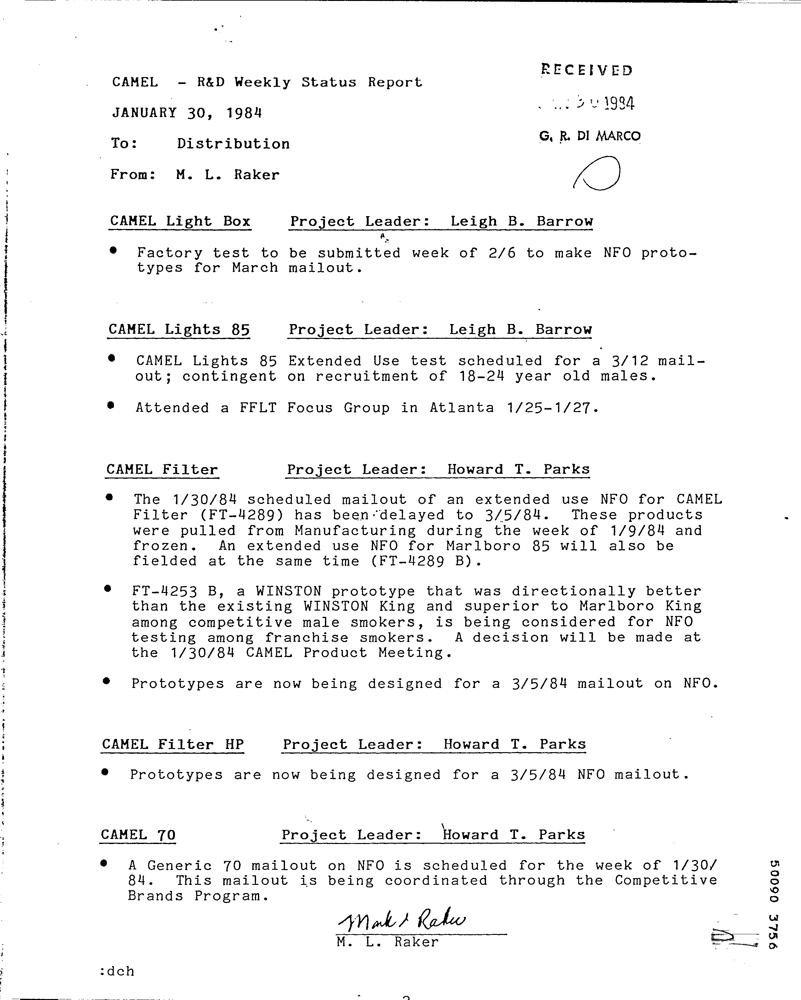 RECEIVED
CAMEL - R&D Weekly Status Report
1984
JANUARY 30, 1984
G. R. DI MARCO
To: Distribution
From: M. L. Raker
CAMEL Light Box Project Leader: Leigh B. Barrow
• Factory test to be submitted week of 2/6 to make NFO proto-
types for March mailout.
CAMEL Lights 85 Project Leader: Leigh B. Barrow
• CAMEL Lights 85 Extended Use test scheduled for a 3/12 mail-
out; contingent on recruitment of 18-24 year old males.
• Attended a FFLT Focus Group in Atlanta 1/25-1/27.
CAMEL Filter Project Leader: Howard T. Parks
• The 1/30/84 scheduled mailout of an extended use NFO for CAMEL
Filter (FT-4289) has been delayed to 3/5/84. These products
were pulled from Manufacturing during the week of 1/9/84 and
frozen. An extended use NFO for Marlboro 85 will also be
fielded at the same time (FT-4289 B).
• FT-4253 B, a WINSTON prototype that was directionally better
than the existing WINSTON King and superior to Marlboro King
among competitive male smokers, is being considered for NFO
testing among franchise smokers. A decision will be made at
the 1/30/84 CAMEL Product Meeting.
• Prototypes are now being designed for a 3/5/84 mailout on NFO.
CAMEL Filter HP Project Leader: Howard T. Parks
• Prototypes are now being designed for a 3/5/84 NFO mailout.
CAMEL 70 Project Leader: Howard T. Parks
• A Generic 70 mailout on NFO is scheduled for the week of 1/30/
84. This mailout is being coordinated through the Competitive
Brands Program.
M. L. Raker
:dch
50090 3756